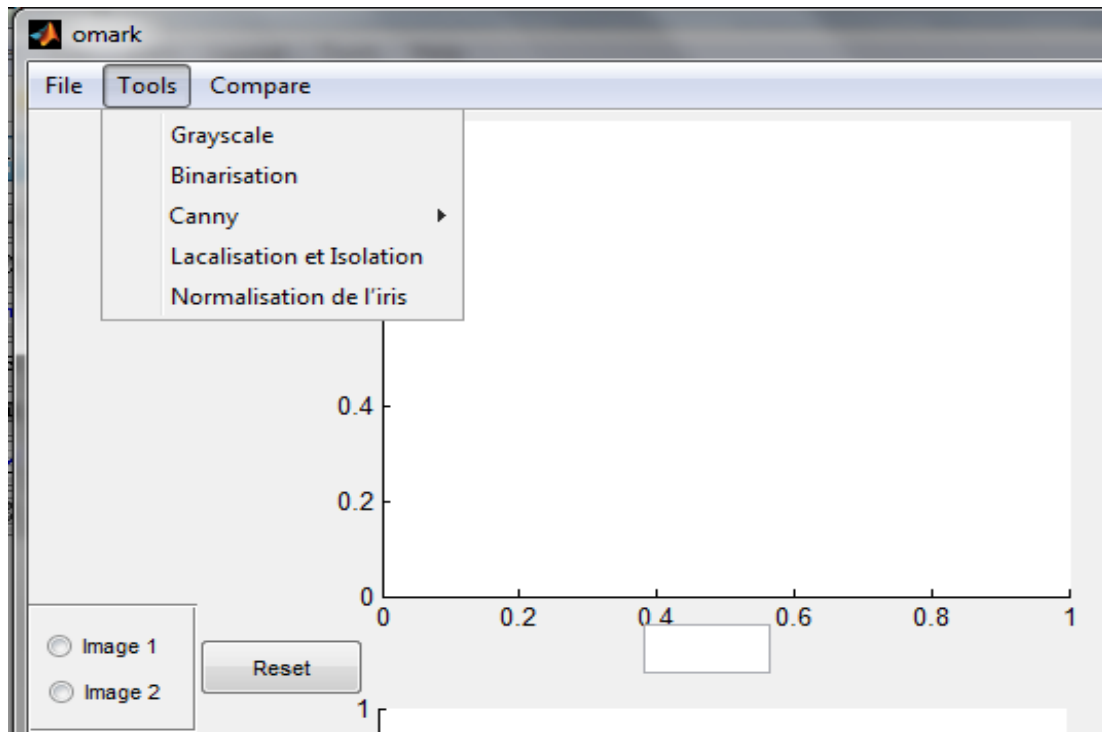 omark
File Tools Compare
Grayscale
Binarisation
Canny
Lacalisation et Isolation
Normalisation de l'iris
0.4
0.2
0
0 0.2 0.4 0.6 0.8 1
Image 1
Reset
Image 2
1